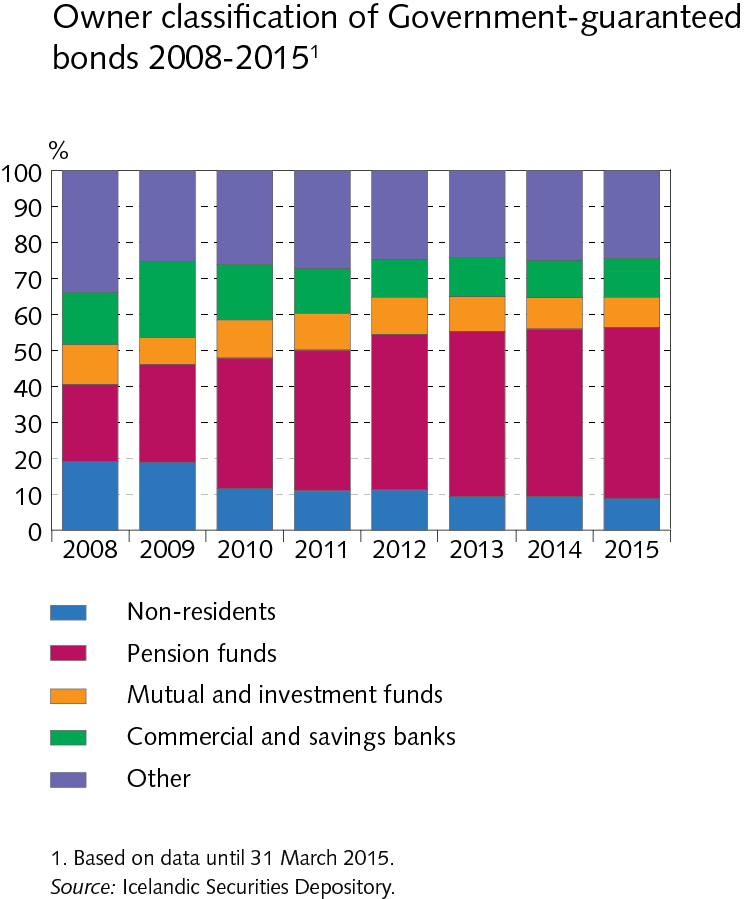 Owner classification of Government-guaranteed
bonds 2008-2015¹
%
100
90
80
70
60
50
40
30
20
10
0
2008 2009 2010 2011 2012 2013 2014 2015
Non-residents
Pension funds
Mutual and investment funds
Commercial and savings banks
Other
1. Based on data until 31 March 2015.
Source: Icelandic Securities Depository.